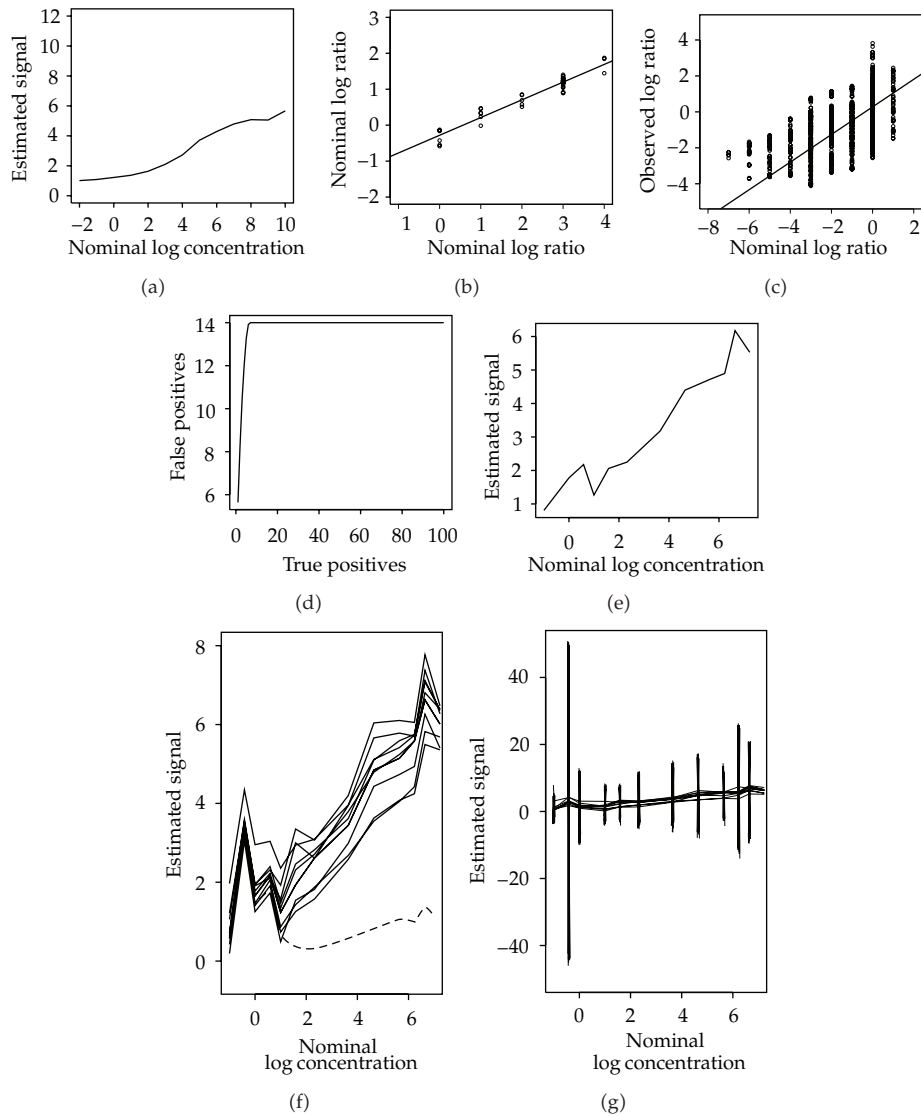 Estimated signal
12
10
8
6
4
2
0
−2 0 2 4 6 8 10
Nominal log concentration
(a)
Nominal log ratio
3
2
1
0
−1
−2
1 0 1 2 3 4
Nominal log ratio
(b)
Observed log ratio
4
2
0
−2
−4
−8 −6 −4 −2 0 2
Nominal log ratio
(c)
False positives
14
12
10
8
6
0 20 40 60 80 100
True positives
(d)
Estimated signal
6
5
4
3
2
1
0 2 4 6
Nominal log concentration
(e)
Estimated signal
8
6
4
2
0
0 2 4 6
Nominal
log concentration
(f)
Estimated signal
40
20
0
−20
−40
0 2 4 6
Nominal
log concentration
(g)